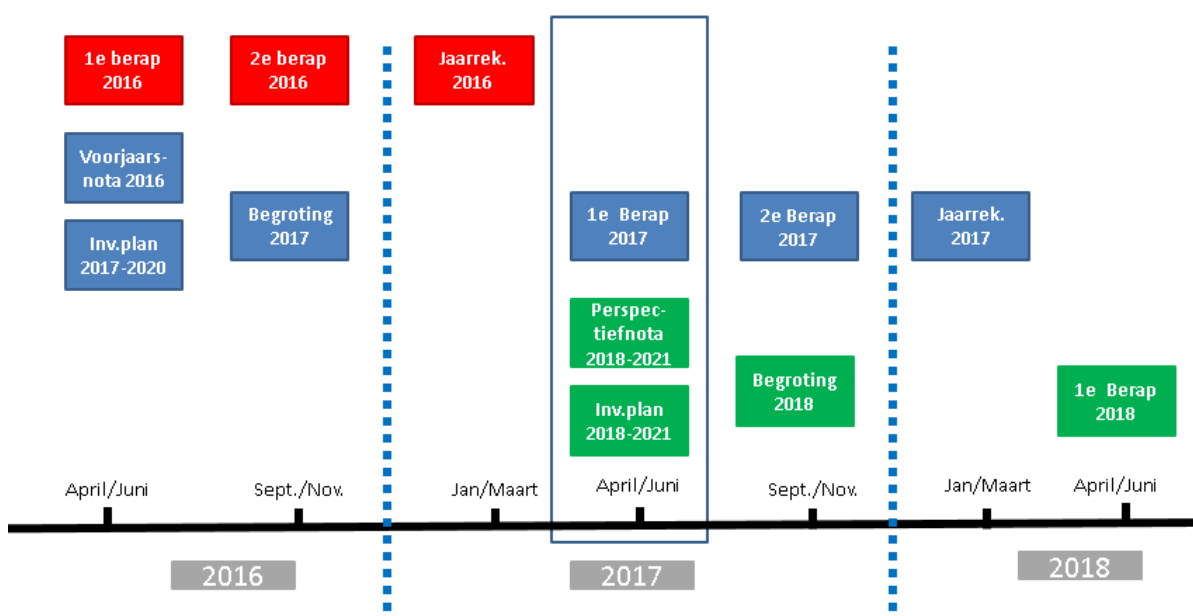 1e berap
2016
2e berap
2016
Jaarrek.
2016
Voorjaars-
nota 2016
Inv.plan
2017-2020
Begroting
2017
1e Berap
2017
2e Berap
2017
Jaarrek.
2017
Perspec-
tiefnota
2018-2021
Inv.plan
2018-2021
Begroting
2018
1e Berap
2018
April/Juni
Sept./Nov.
Jan/Maart
April/Juni
Sept./Nov.
Jan/Maart
April/Juni
2016
2017
2018